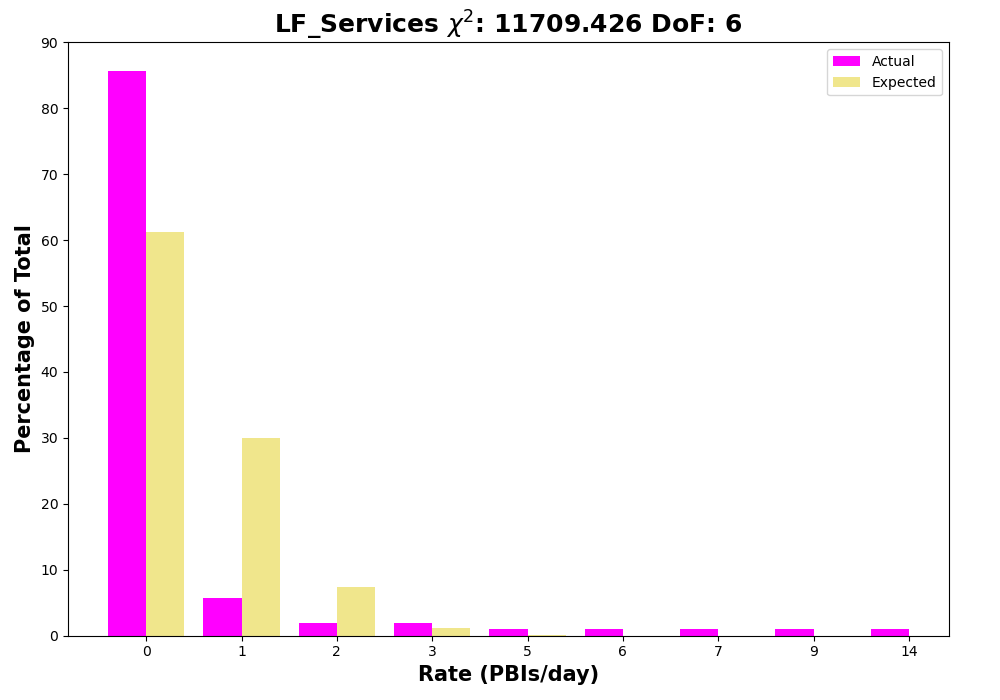 LF_Services χ²: 11709.426 DoF: 6
Actual
Expected
Percentage of Total
90
80
70
60
50
40
30
20
10
0
0 1 2 3 5 6 7 9 14
Rate (PBIs/day)